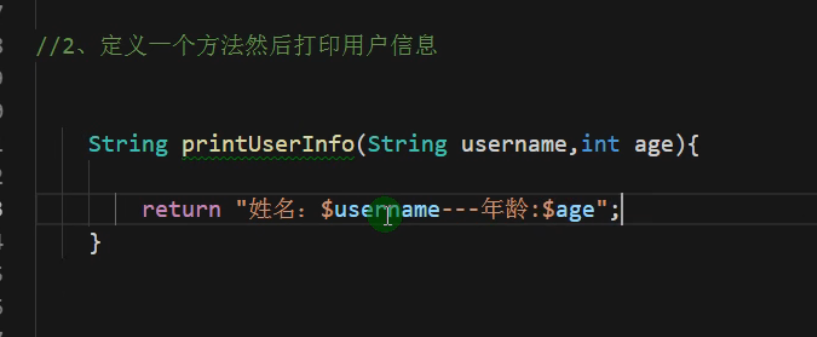 //2、定义一个方法然后打印用户信息
String printUserInfo(String username,int age){
return "姓名：$username---年龄:$age";
}